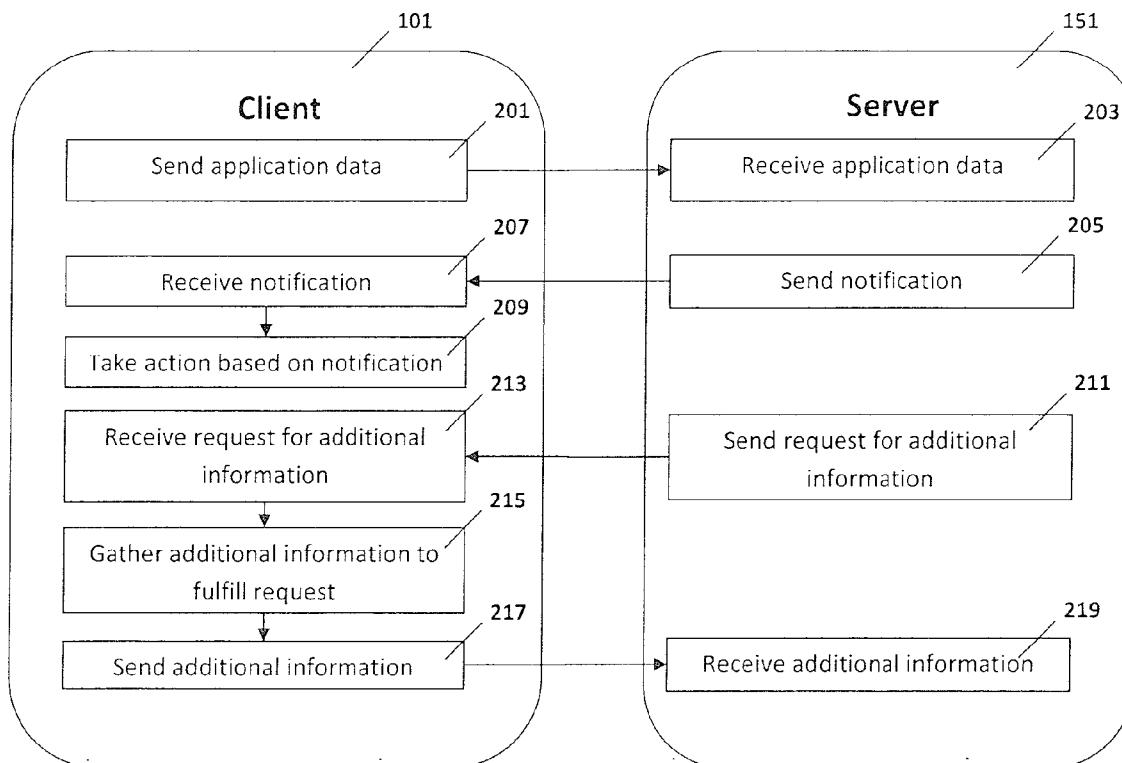 101
151
Client
Server
201
203
Send application data
Receive application data
207
205
Receive notification
Send notification
209
Take action based on notification
213
211
Receive request for additional
information
Send request for additional
information
215
Gather additional information to
fulfill request
217
219
Send additional information
Receive additional information